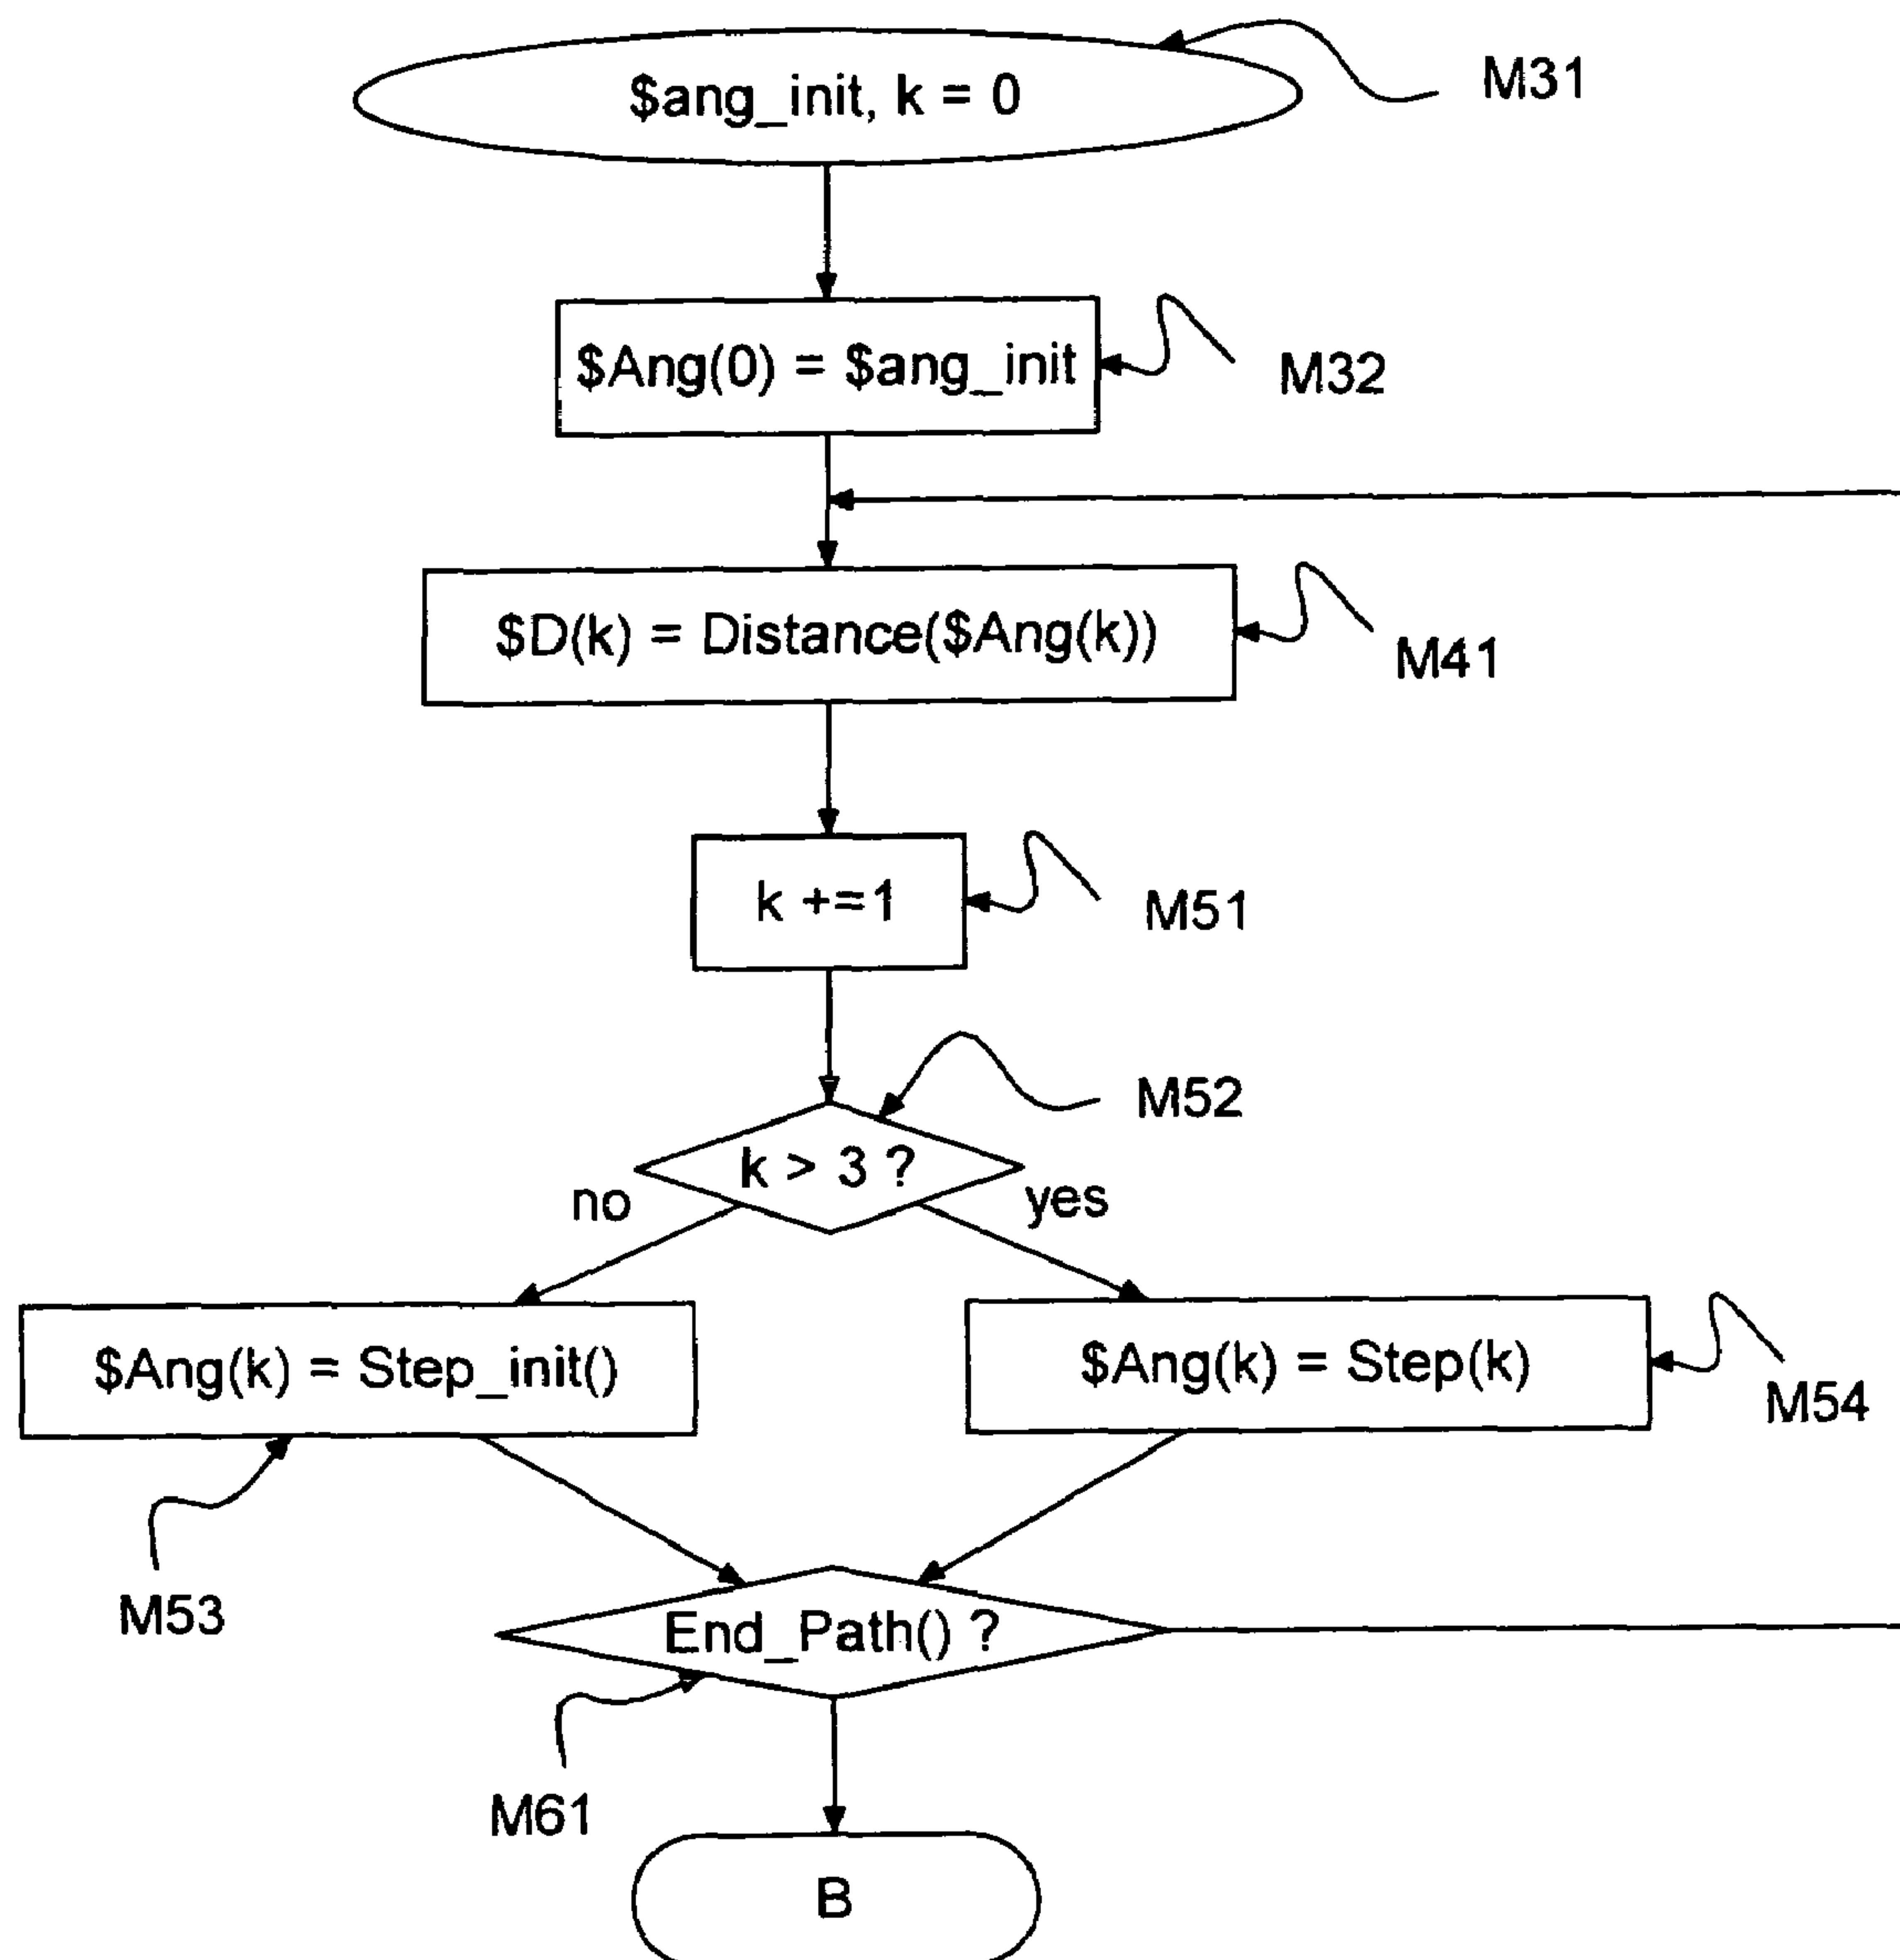 $ang_init, k = 0
M31
$Ang(0) = $ang_init
M32
$D(k) = Distance($Ang(k))
M41
k +=1
M51
M52
k > 3 ?
no
yes
$Ang(k) = Step_init()
$Ang(k) = Step(k)
M54
M53
End_Path() ?
M61
B